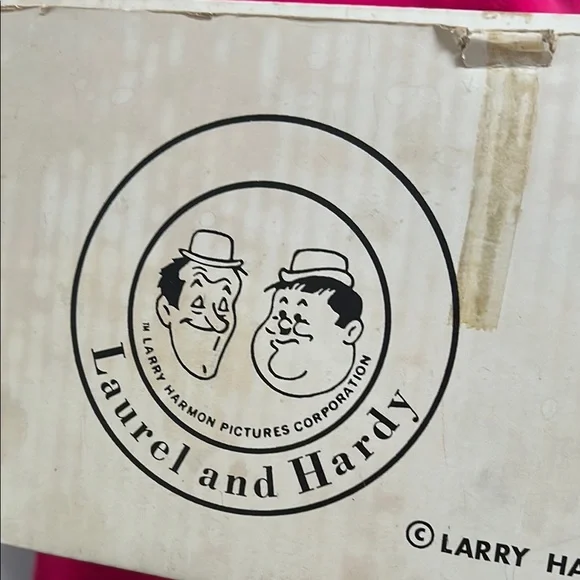 ™ LARRY HARMON PICTURES CORPORATION
Laurel and Hardy
© LARRY HA